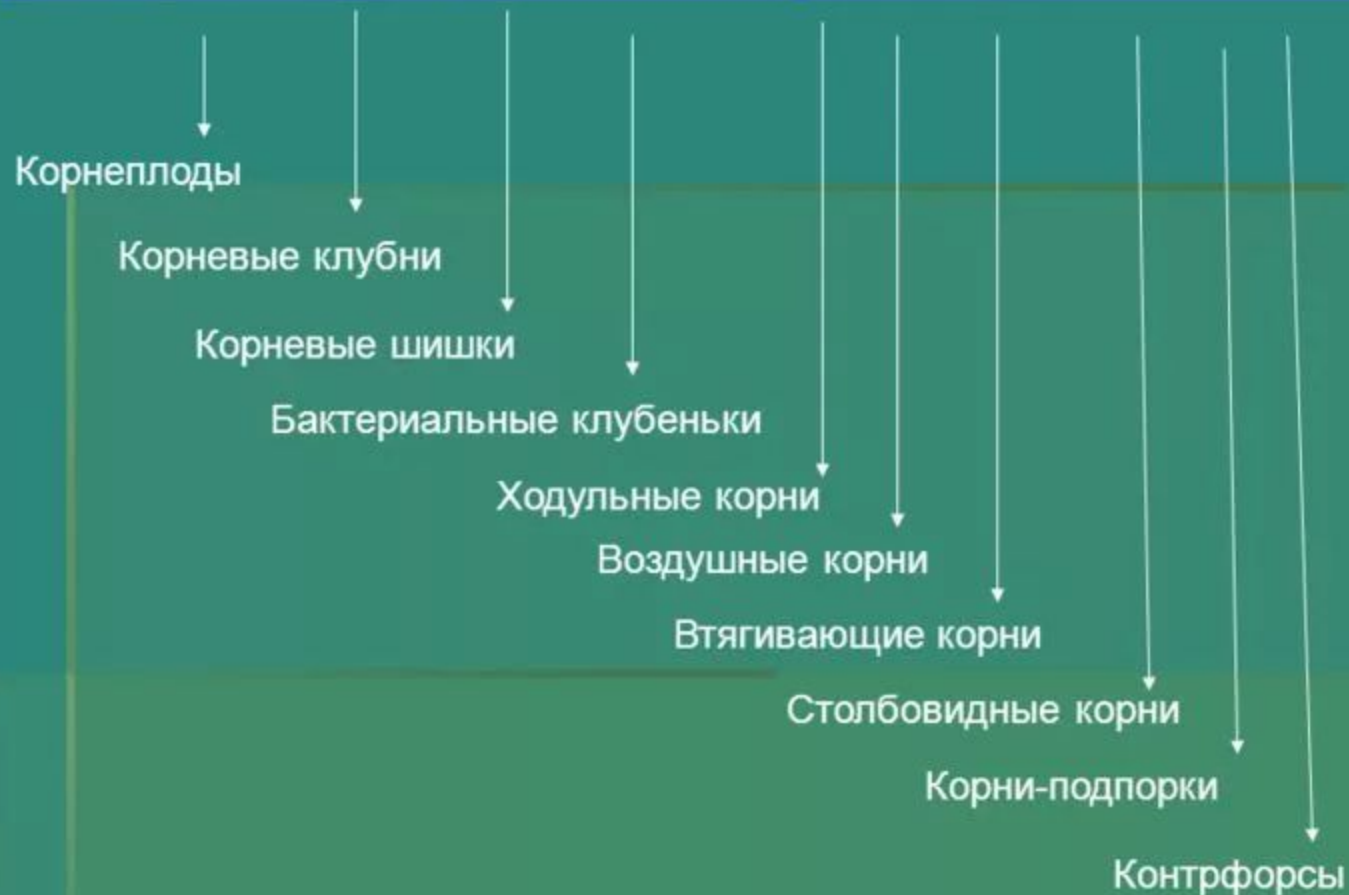 Корнеплоды
Корневые клубни
Корневые шишки
Бактериальные клубеньки
Ходульные корни
Воздушные корни
Втягивающие корни
Столбовидные корни
Корни-подпорки
Контрфорсы